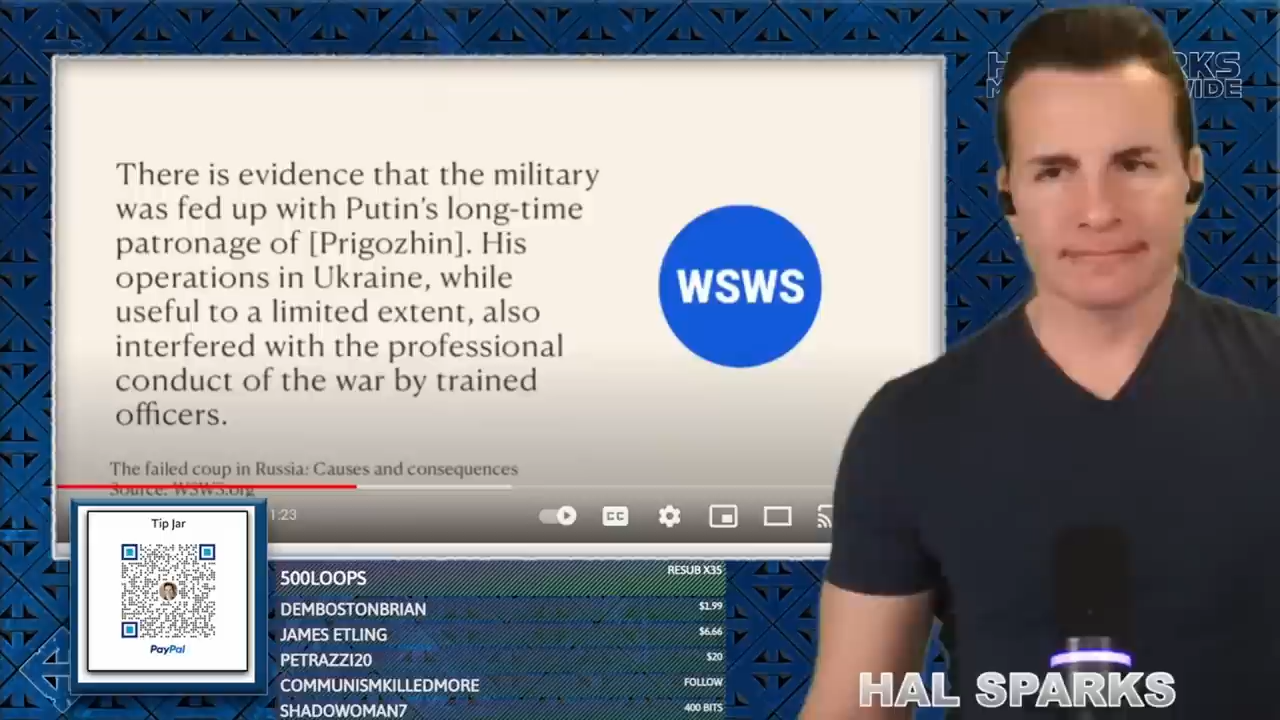 There is evidence that the military
was fed up with Putin's long-time
patronage of [Prigozhin]. His
operations in Ukraine, while
useful to a limited extent, also
interfered with the professional
conduct of the war by trained
officers.
WSWS
The failed coup in Russia: Causes and consequences
Source: WSWS.org
1:23
CC
Tip Jar
PayPal
500LOOPS RESUB X35
DEMBOSTONBRIAN $1.99
JAMES ETLING $6.66
PETRAZZI20 $20
COMMUNISMKILLEDMORE FOLLOW
SHADOWOMAN7 400 BITS
HAL SPARKS